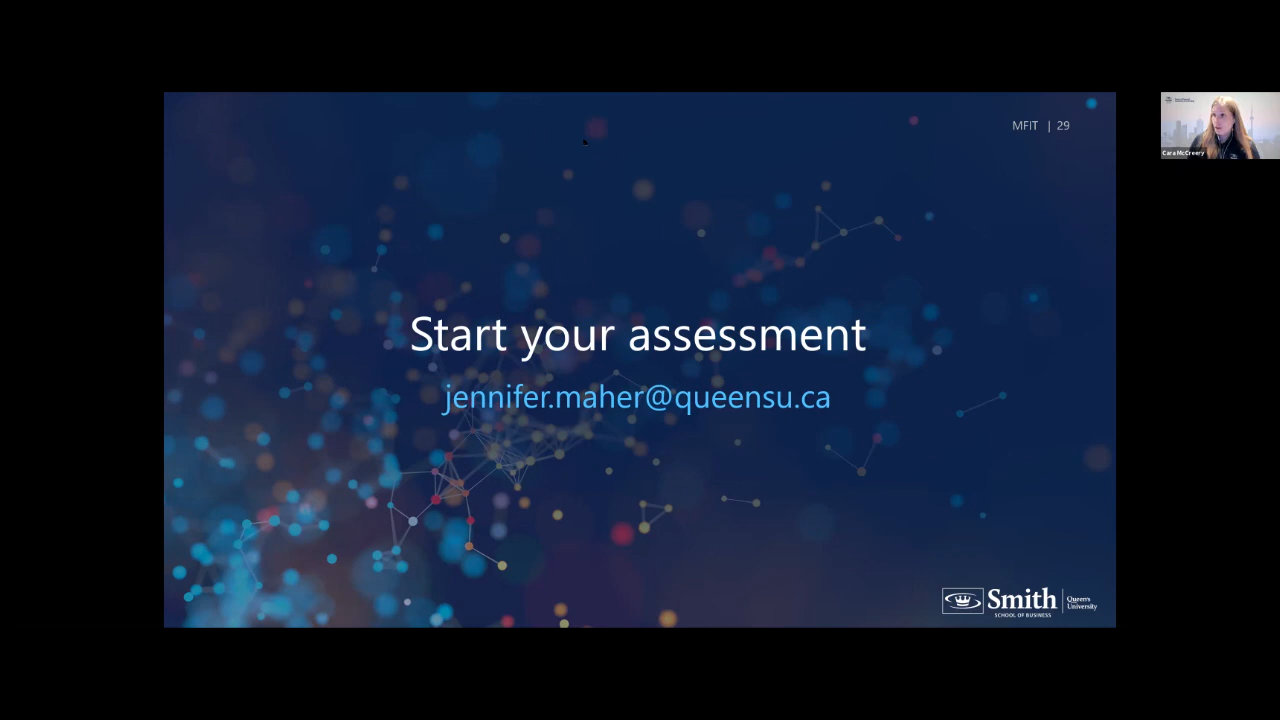 MFIT | 29
Start your assessment
jennifer.maher@queensu.ca
Smith
SCHOOL OF BUSINESS
Queen's
University
Cara McCreery